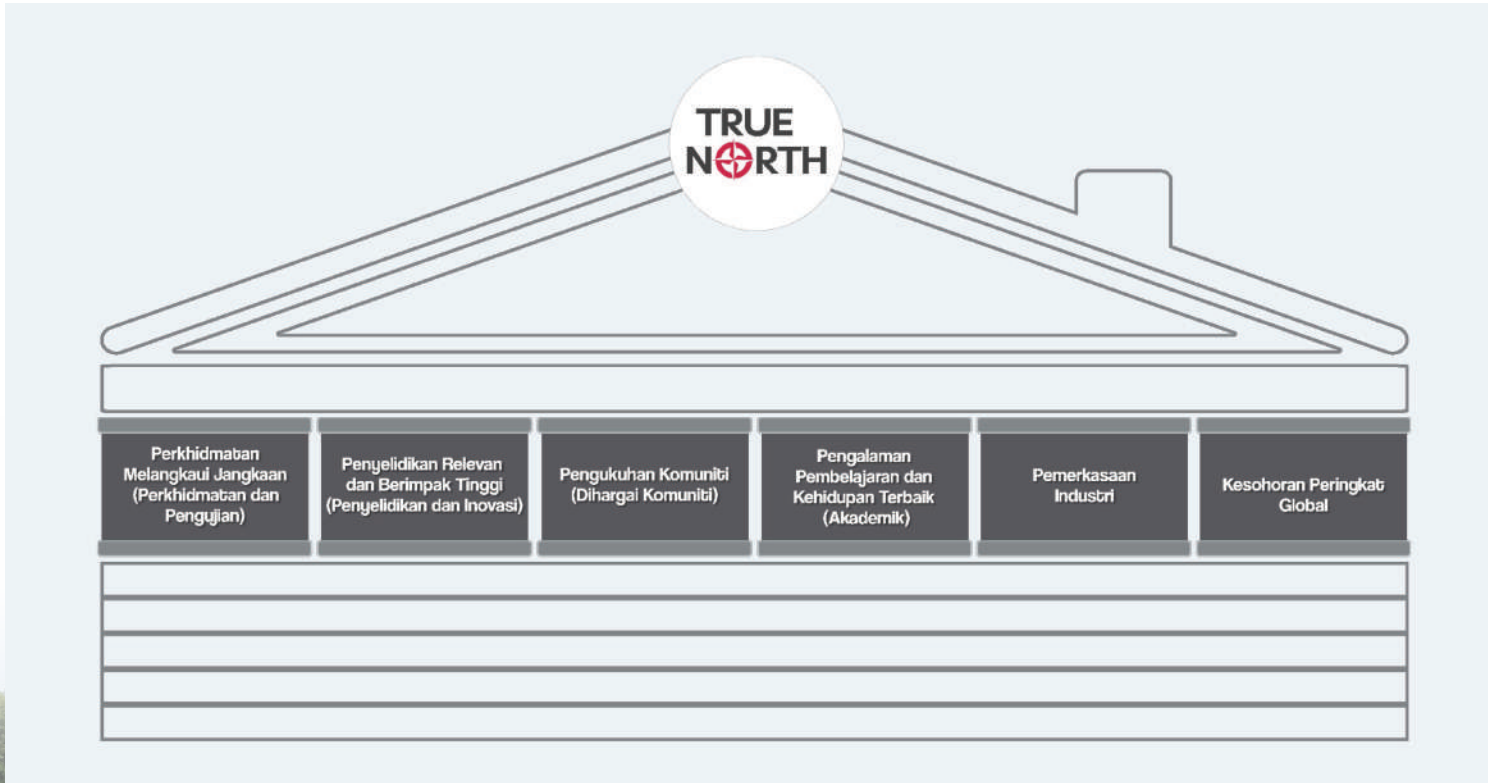 TRUE
NORTH
Perkhidmatan
Melangkaui Jangkaan
(Perkhidmatan dan
Pengujian)
Penyelidikan Relevan
dan Berimpak Tinggi
(Penyelidikan dan Inovasi)
Pengukuhan Komuniti
(Dihargai Komuniti)
Pengalaman
Pembelajaran dan
Kehidupan Terbaik
(Akademik)
Pemerkasaan
Industri
Kesohoran Peringkat
Global